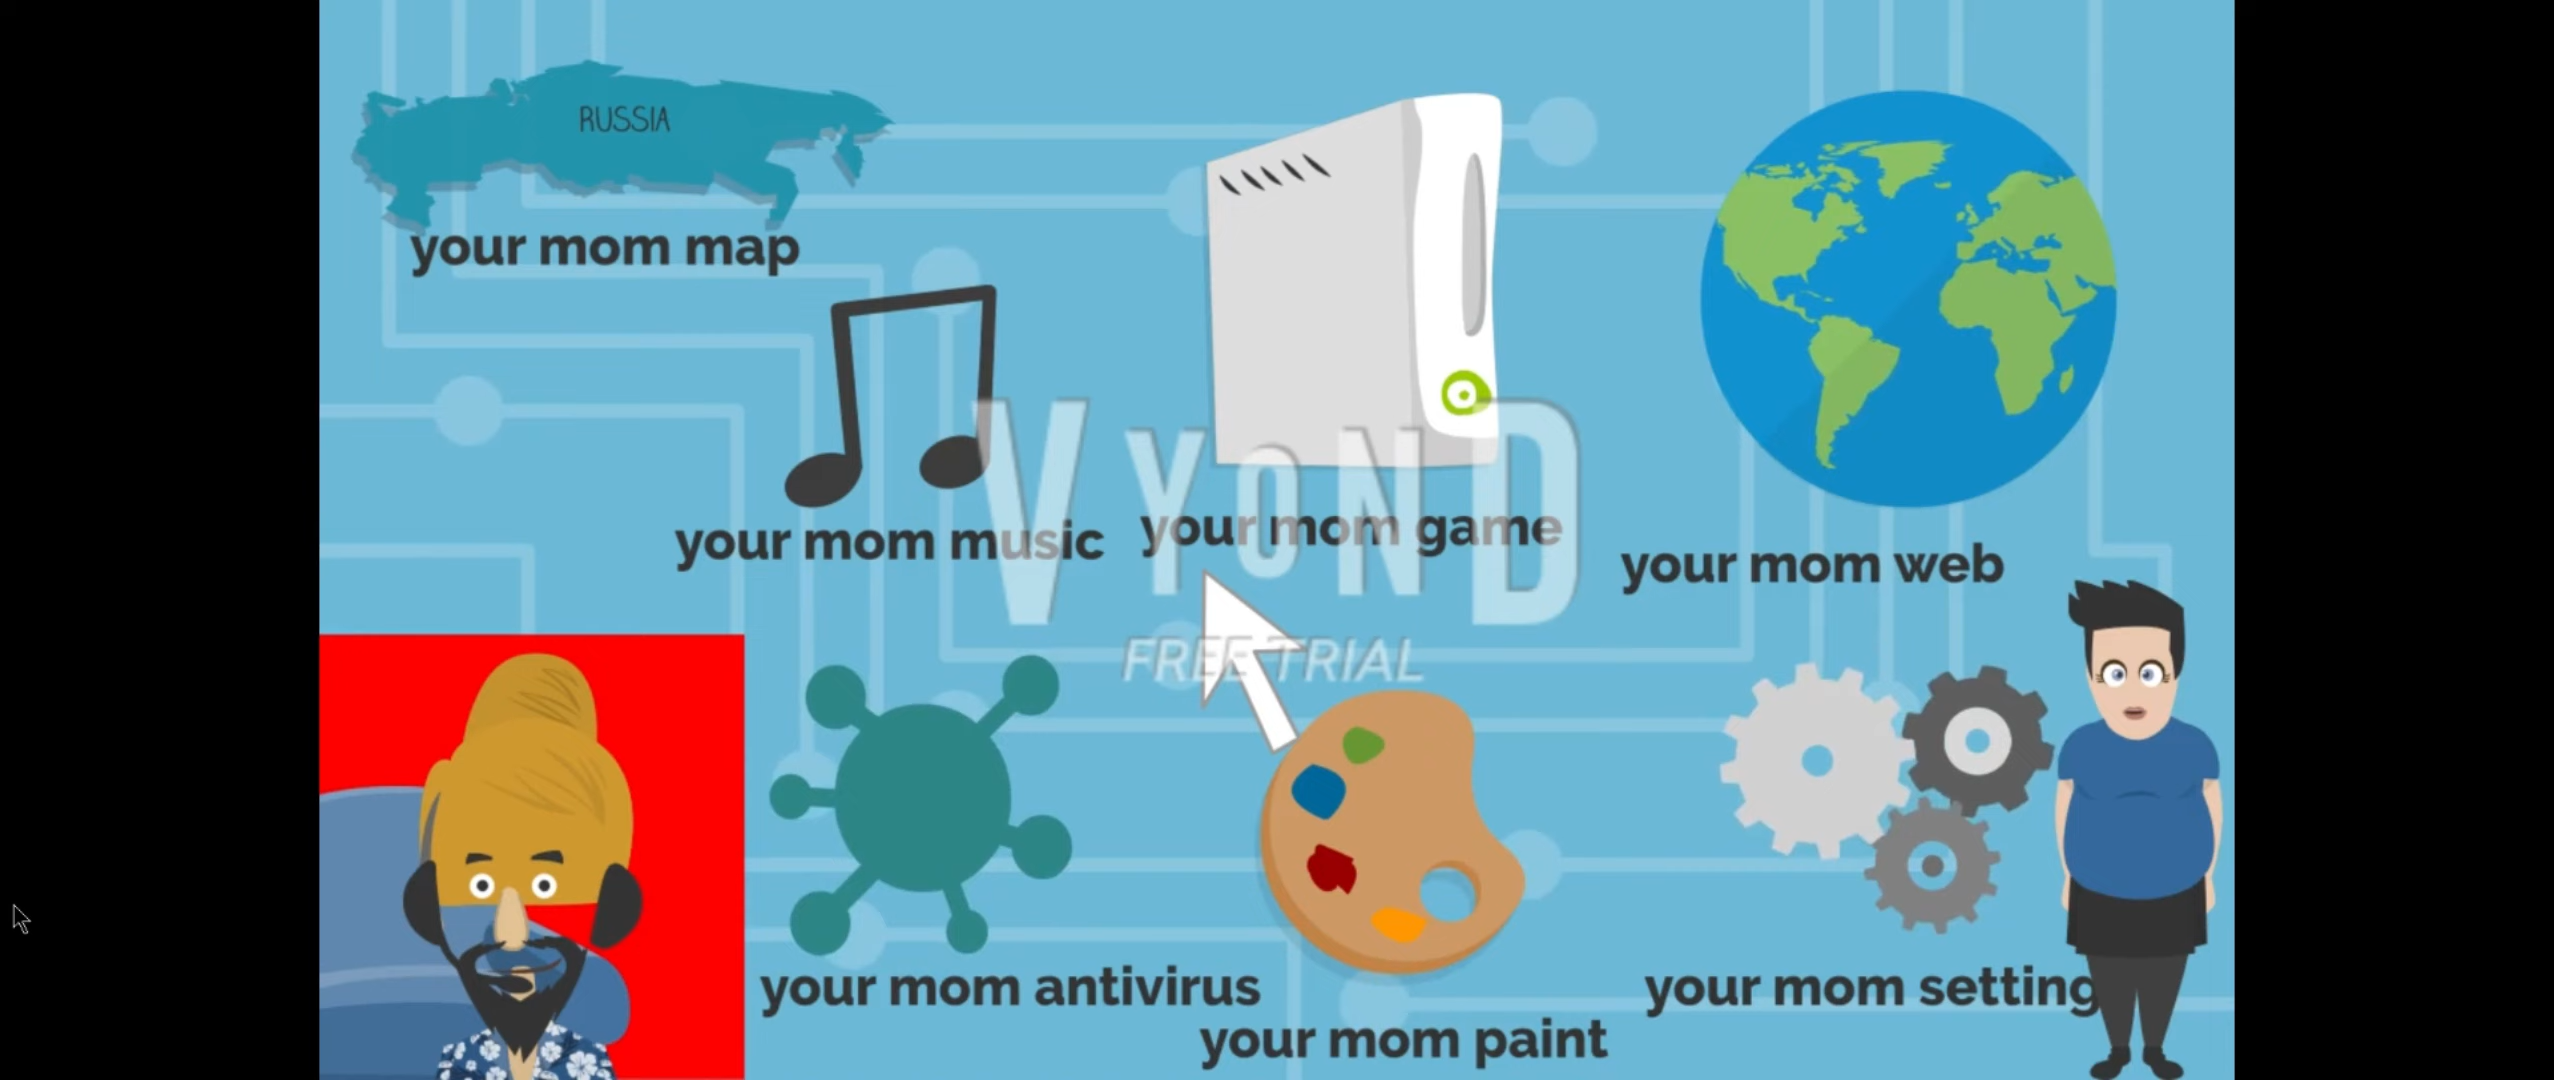 RUSSIA
your mom map
your mom music
your mom game
your mom web
VYOND
FREE TRIAL
your mom antivirus
your mom paint
your mom setting